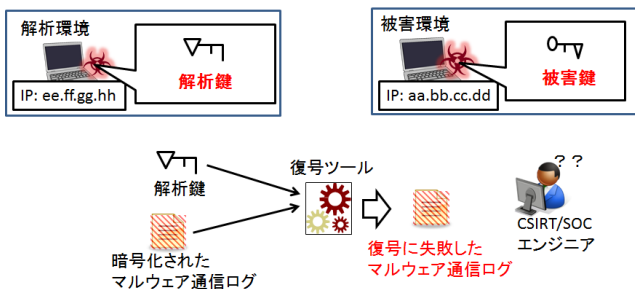 解析環境
解析鍵
IP: ee.ff.gg.hh
被害環境
被害鍵
IP: aa.bb.cc.dd
解析鍵
暗号化された
マルウェア通信ログ
復号ツール
復号に失敗した
マルウェア通信ログ
? ?
CSIRT/SOC
エンジニア